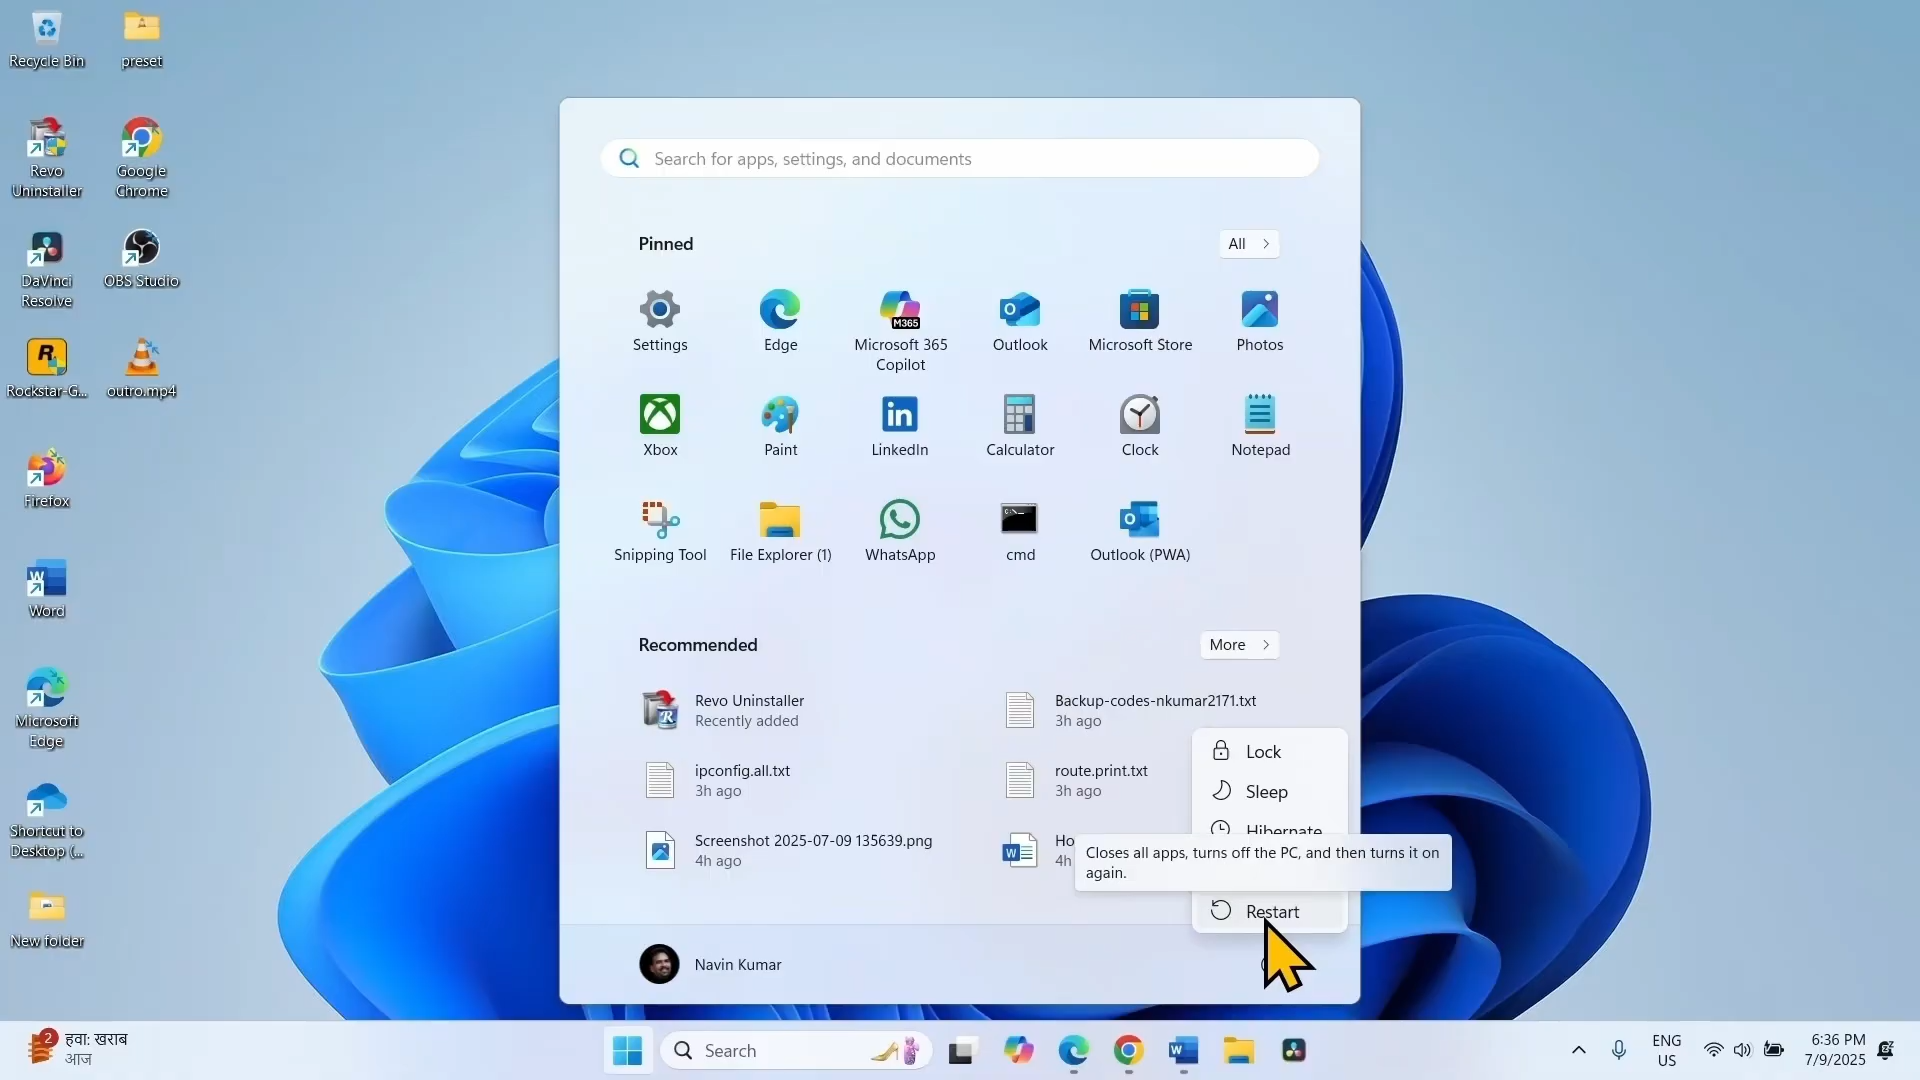 Recycle Bin
preset
Revo
Uninstaller
Google
Chrome
DaVinci
Resolve
OBS Studio
Rockstar-G...
outro.mp4
Firefox
Word
Microsoft
Edge
Shortcut to
Desktop (...
New folder
Search for apps, settings, and documents
Pinned
All
Settings
Edge
M365
Microsoft 365
Copilot
Outlook
Microsoft Store
Photos
Xbox
Paint
LinkedIn
Calculator
Clock
Notepad
Snipping Tool
File Explorer (1)
WhatsApp
cmd
Outlook (PWA)
Recommended
More
Revo Uninstaller
Recently added
Backup-codes-nkumar2171.txt
3h ago
ipconfig.all.txt
3h ago
route.print.txt
3h ago
Screenshot 2025-07-09 135639.png
4h ago
Ho
4h
Lock
Sleep
Hibernate
Closes all apps, turns off the PC, and then turns it on
again.
Restart
Navin Kumar
2
हवा: खराब
आज
Search
ENG
US
6:36 PM
7/9/2025